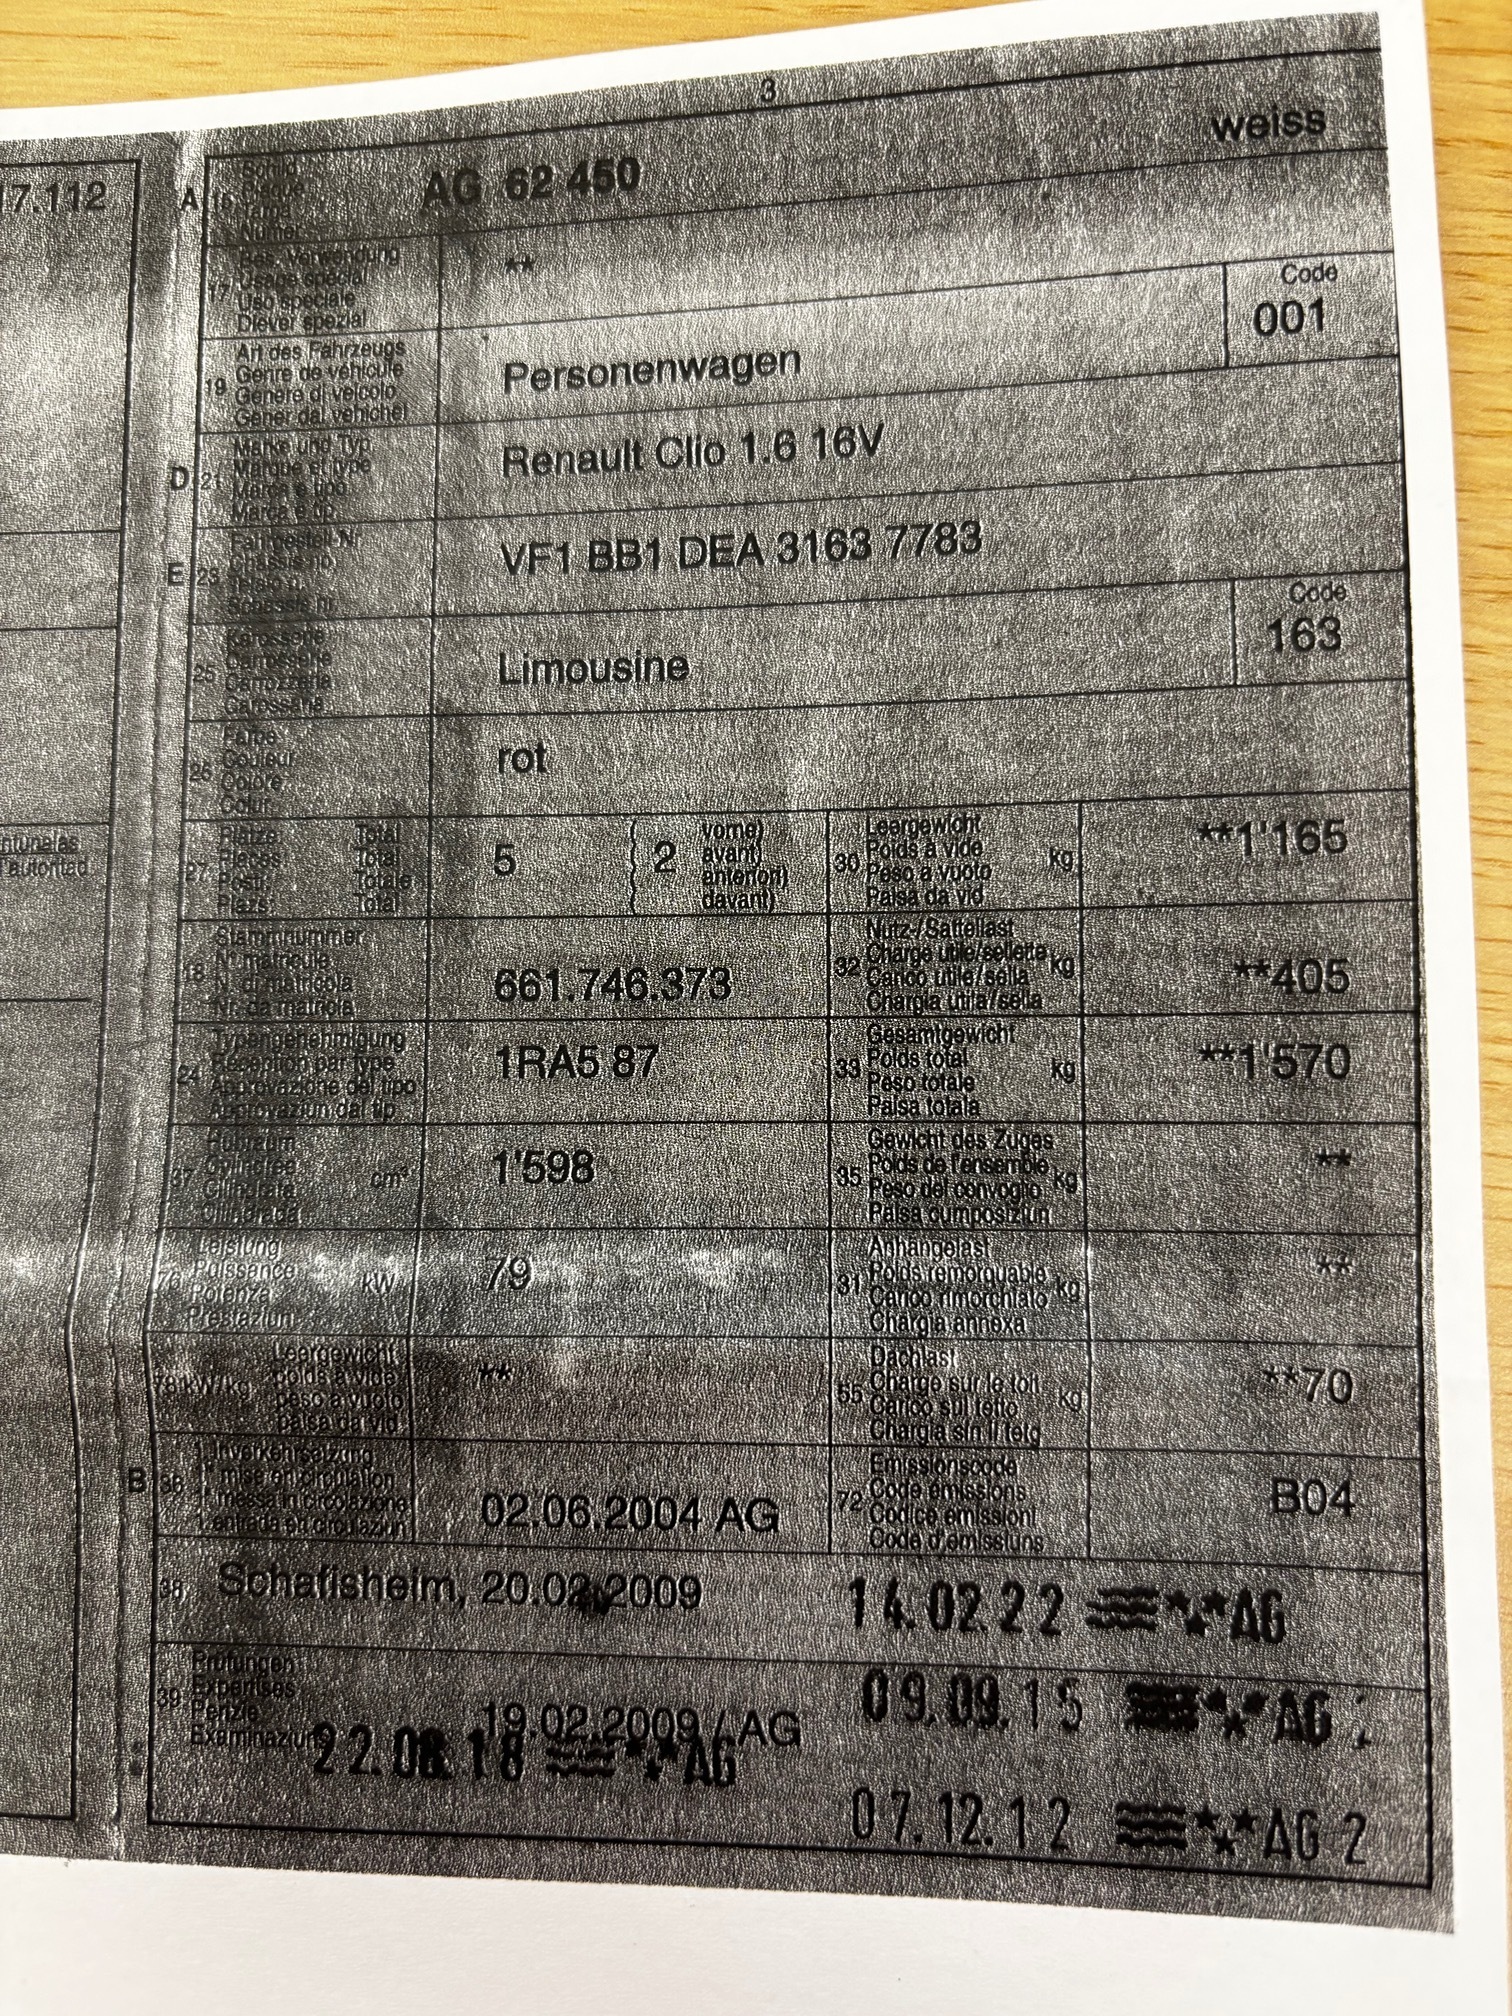 3
17.112
A 16 AG 62 450 weiss
Numer
Bes. Verwendung
17 Usage spécial **
Uso speciale
Diever spezial
Code
001
Art des Fahrzeugs
19 Genre de véhicule Personenwagen
Genere di veicolo
Gener dal vehichel
Marke und Typ
D 21 Marque et type Renault Clio 1.6 16V
Marca e tipo
Marca e tip
E 23 VF1 BB1 DEA 3163 7783
Schassis nr.
Code
163
Karosserie
25 Carrosserie Limousine
Carrozzeria
Carossaria
Farbe
26 Couleur rot
Colore
Colur
Plätze: Total
27 Places: Total 5 { 2
Posti: Totale
Plazs: Total
vorne)
avant)
anteriori)
davant)
Leergewicht
30 Poids à vide kg **1'165
Peso a vuoto
Paisa da vid
Stammnummer
18 N° matricule 661.746.373
N. di matricola
Nr. da matricla
Nutz-/Sattellast
32 Charge utile/sellette kg **405
Carico utile/sella
Chargia utila/sella
Typengenehmigung
24 Réception par type 1RA5 87
Approvazione del tipo
Approvaziun dal tip
Gesamtgewicht
33 Poids total kg **1'570
Peso totale
Paisa totala
Hubraum
37 Cylindrée cm³ 1'598
Cilindrata
Cilindrada
Gewicht des Zuges
35 Poids de l'ensemble kg **
Peso del convoglio
Paisa cumposiziun
Leistung
76 Puissance kW 79
Potenza
Prestaziun
Anhängelast
31 Poids remorquable kg **
Carico rimorchiato
Chargia annexa
Leergewicht
78 kW/kg poids à vide **
peso a vuoto
paisa da vid
Dachlast
55 Charge sur le toit kg **70
Carico sul tetto
Chargia sin il tetg
1. Inverkehrsetzung
B 36 1re mise en circulation 02.06.2004 AG
1a messa in circolazione
1. entrada en circulaziun
Emissionscode
72 Code émissions B04
Codice emissioni
Code d'emissiuns
38 Schafisheim, 20.02.2009 14.02.22 AG
Prüfungen
39 Expertises 19.02.2009 / AG 09.09.15 AG
Perizie
Examinaziuns 22.08.18 AG
07.12.12 AG 2